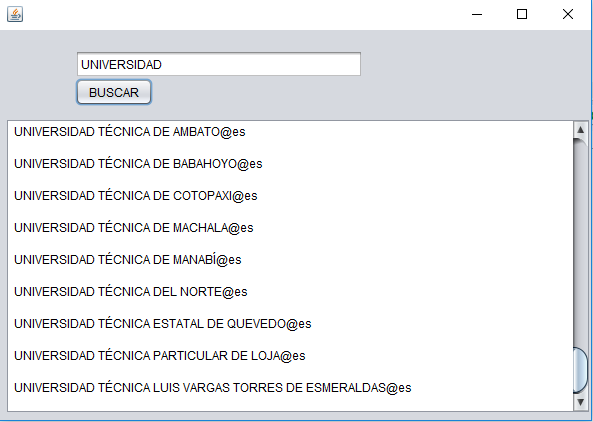 UNIVERSIDAD
BUSCAR
UNIVERSIDAD TÉCNICA DE AMBATO@es
UNIVERSIDAD TÉCNICA DE BABAHOYO@es
UNIVERSIDAD TÉCNICA DE COTOPAXI@es
UNIVERSIDAD TÉCNICA DE MACHALA@es
UNIVERSIDAD TÉCNICA DE MANABÍ@es
UNIVERSIDAD TÉCNICA DEL NORTE@es
UNIVERSIDAD TÉCNICA ESTATAL DE QUEVEDO@es
UNIVERSIDAD TÉCNICA PARTICULAR DE LOJA@es
UNIVERSIDAD TÉCNICA LUIS VARGAS TORRES DE ESMERALDAS@es